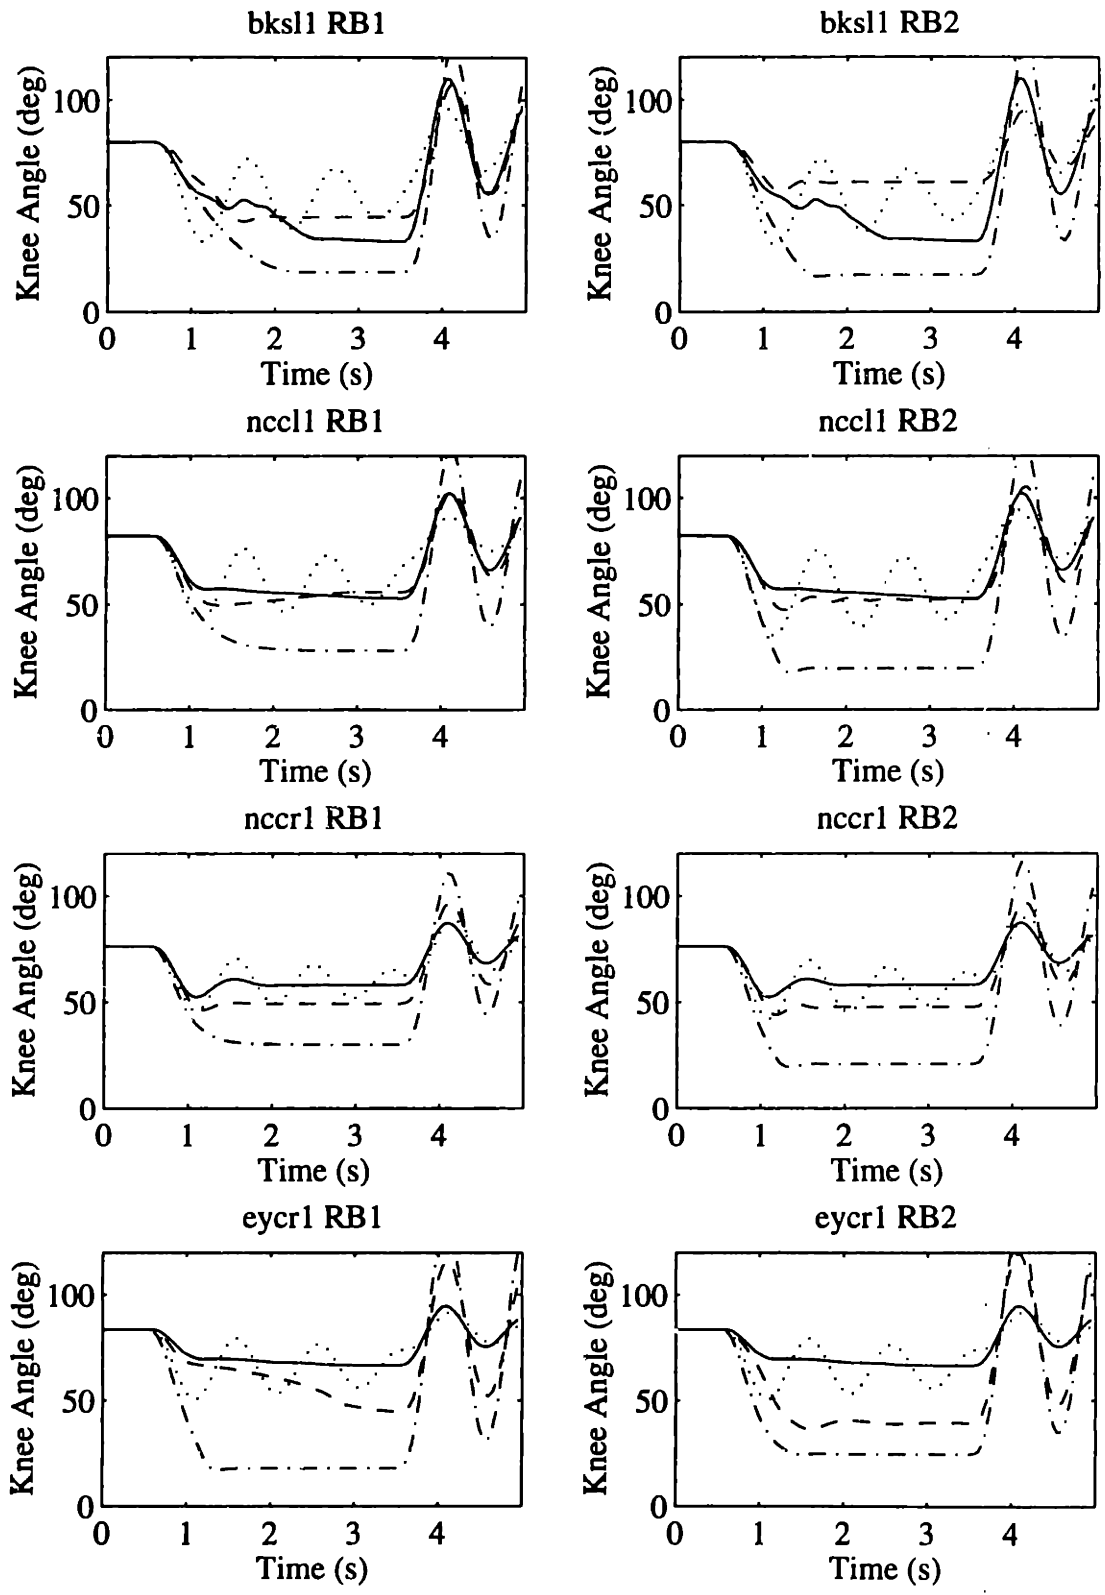 bksl1 RB1
bksl1 RB2
Knee Angle (deg)
100
50
0
0 1 2 3 4
Time (s)
Knee Angle (deg)
100
50
0
0 1 2 3 4
Time (s)
nccl1 RB1
nccl1 RB2
Knee Angle (deg)
100
50
0
0 1 2 3 4
Time (s)
Knee Angle (deg)
100
50
0
0 1 2 3 4
Time (s)
nccr1 RB1
nccr1 RB2
Knee Angle (deg)
100
50
0
0 1 2 3 4
Time (s)
Knee Angle (deg)
100
50
0
0 1 2 3 4
Time (s)
eycr1 RB1
eycr1 RB2
Knee Angle (deg)
100
50
0
0 1 2 3 4
Time (s)
Knee Angle (deg)
100
50
0
0 1 2 3 4
Time (s)